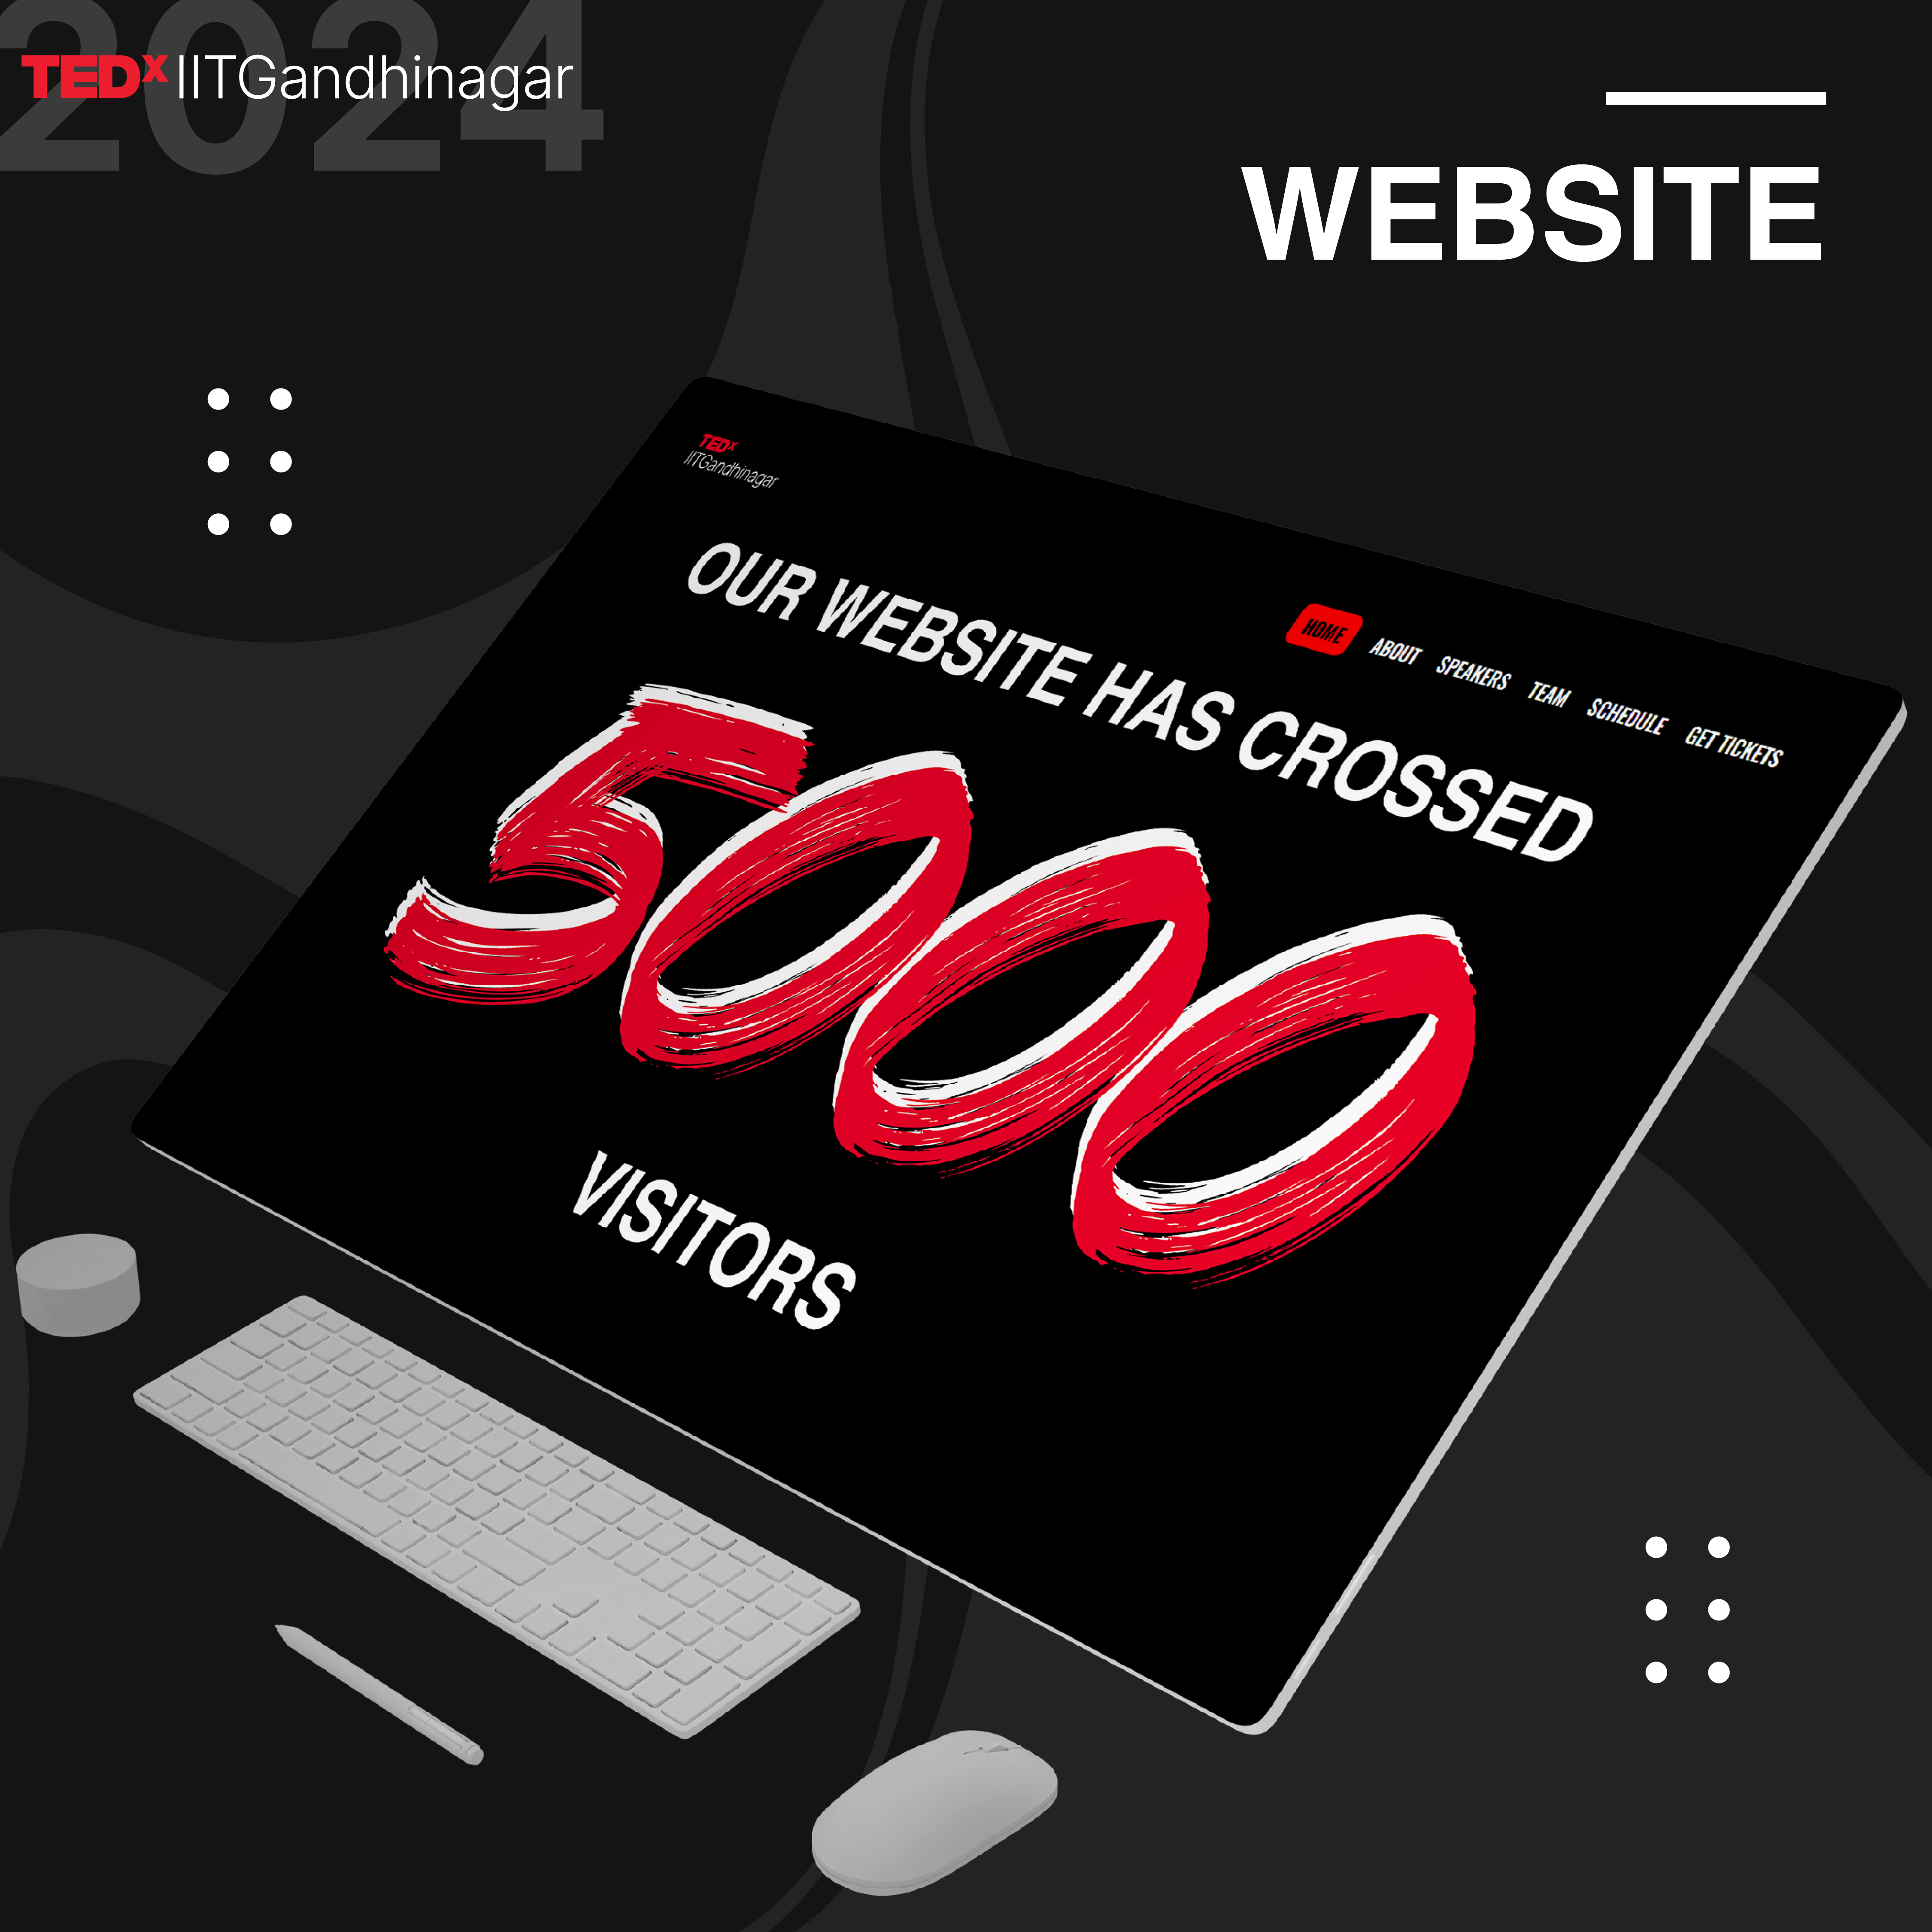 2024
TEDx IITGandhinagar
WEBSITE
TEDx
IITGandhinagar
HOME ABOUT SPEAKERS TEAM SCHEDULE GET TICKETS
OUR WEBSITE HAS CROSSED
5000
VISITORS